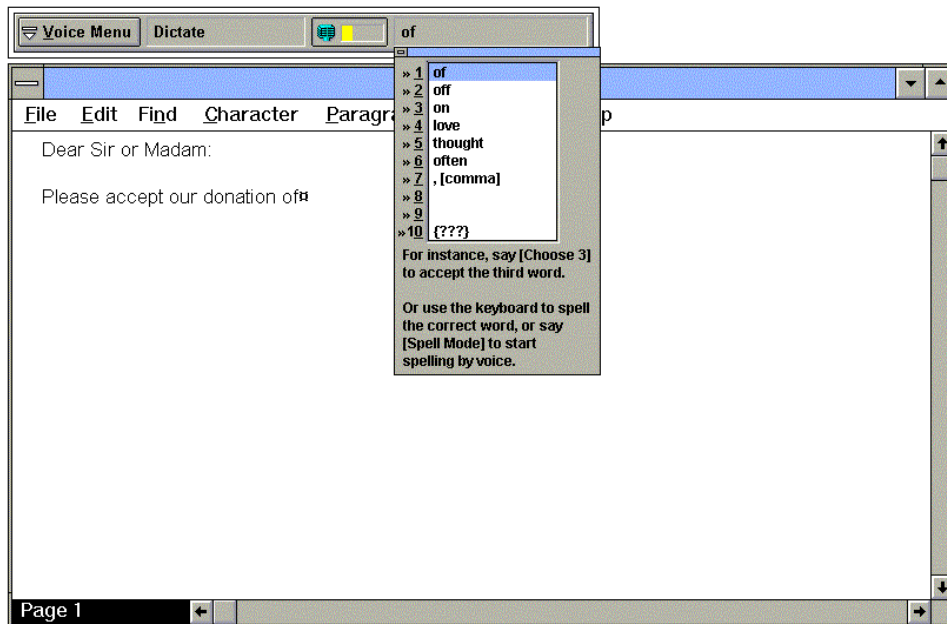 Voice Menu Dictate of
» 1 of
» 2 off
» 3 on
» 4 love
» 5 thought
» 6 often
» 7 , [comma]
» 8
» 9
»10 {???}
For instance, say [Choose 3]
to accept the third word.
Or use the keyboard to spell
the correct word, or say
[Spell Mode] to start
spelling by voice.
File Edit Find Character Paragra p
Dear Sir or Madam:
Please accept our donation of¤
Page 1